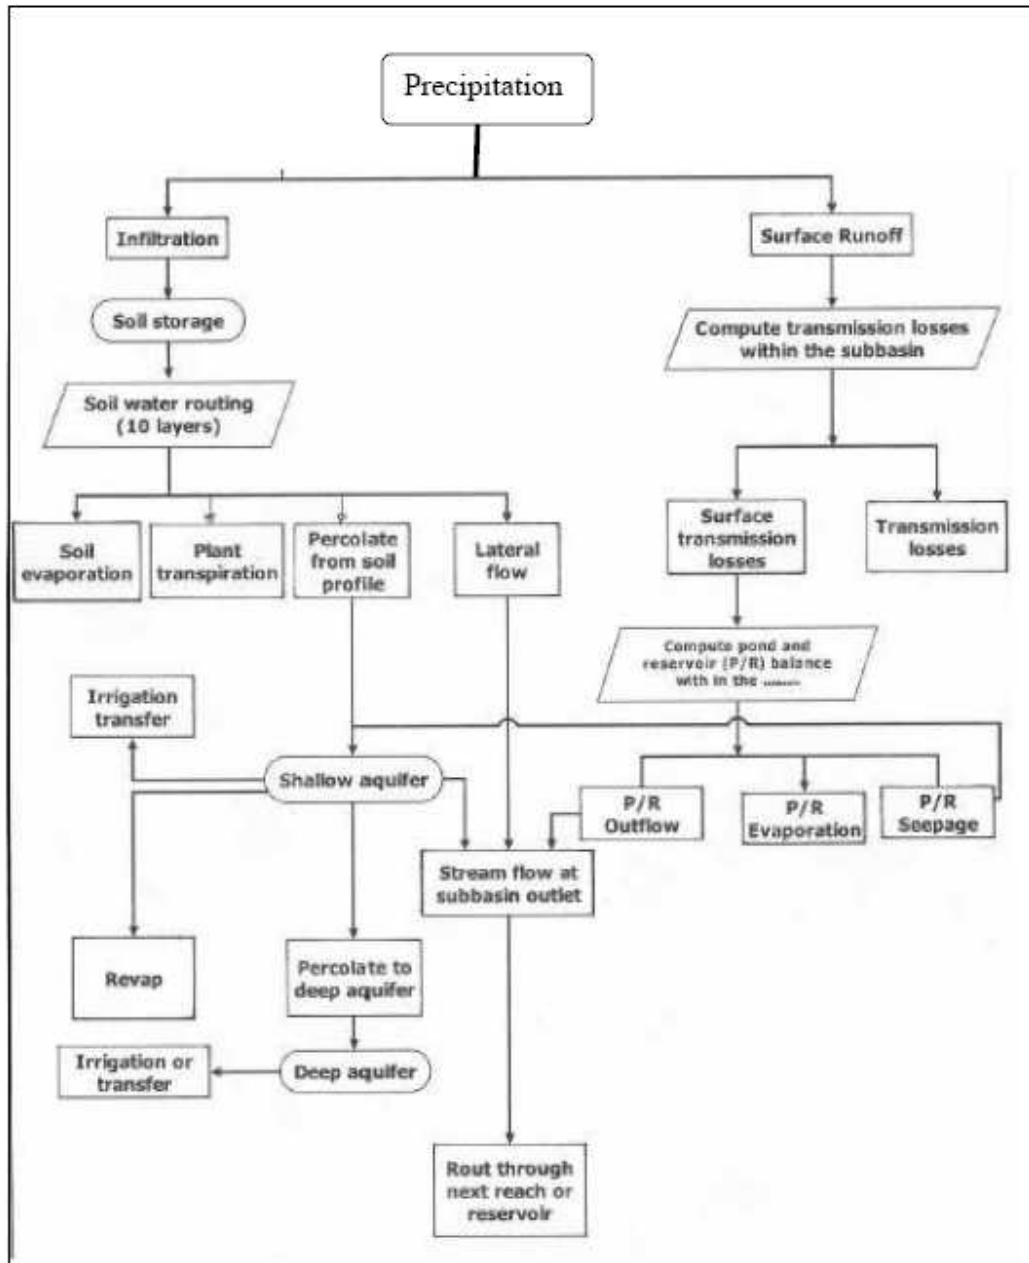 Precipitation
Infiltration
Surface Runoff
Soil storage
Compute transmission losses
within the subbasin
Soil water routing
(10 layers)
Soil
evaporation
Plant
transpiration
Percolate
from soil
profile
Lateral
flow
Surface
transmission
losses
Transmission
losses
Compute pond and
reservoir (P/R) balance
with in the
Irrigation
transfer
Shallow aquifer
P/R
Outflow
P/R
Evaporation
P/R
Seepage
Stream flow at
subbasin outlet
Revap
Percolate to
deep aquifer
Irrigation or
transfer
Deep aquifer
Rout through
next reach or
reservoir